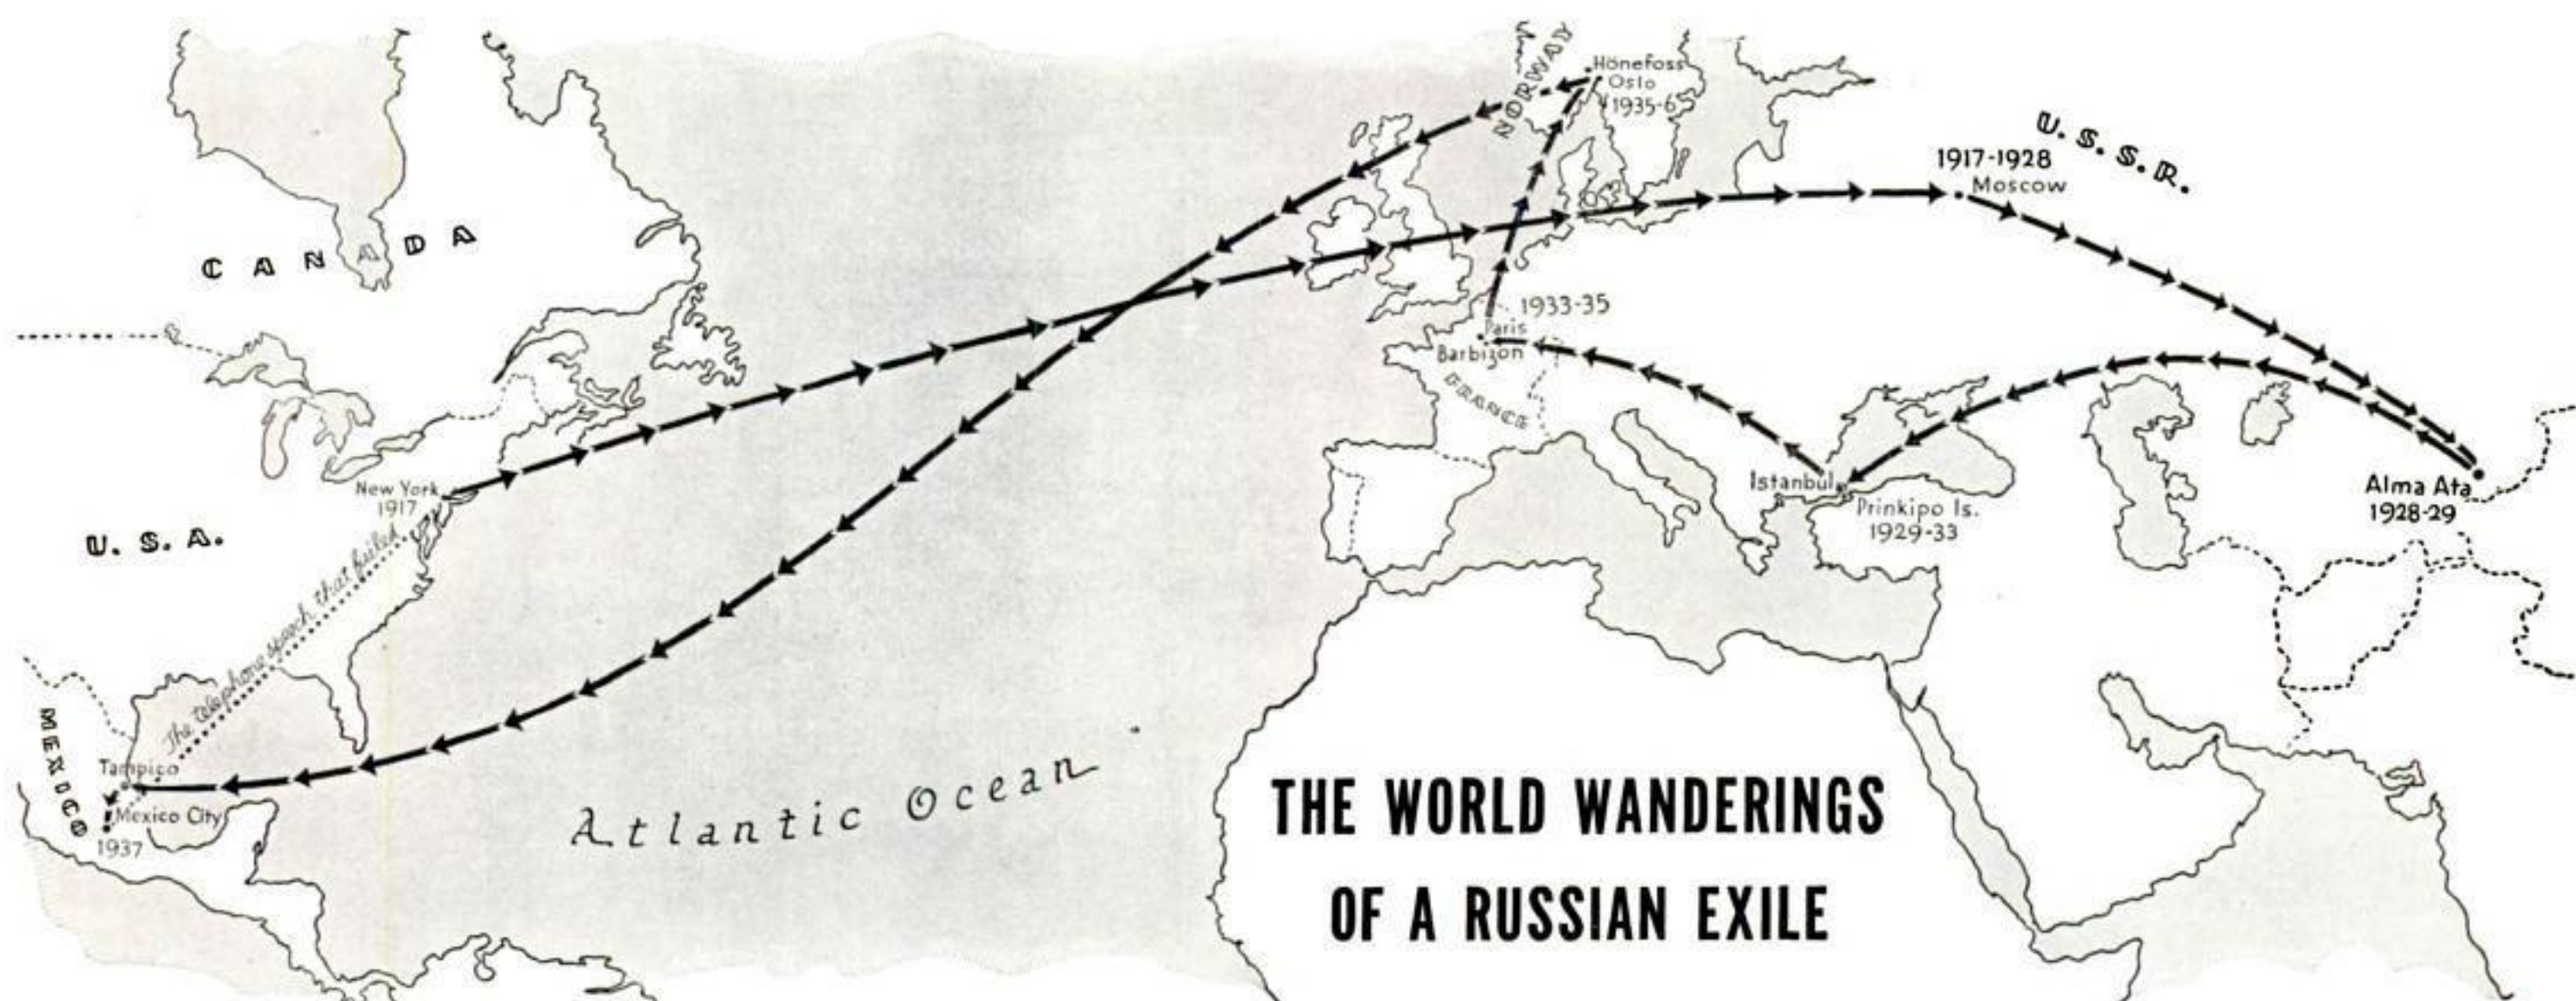 NORWAY
Hönefoss
Oslo
1935-6
U.S.S.R.
1917-1928
Moscow
CANADA
1933-35
Paris
Barbizon
FRANCE
New York
1917
U.S.A.
Istanbul
Prinkipo Is.
1929-33
Alma Ata
1928-29
The telephone speech that failed
MEXICO
Tampico
Mexico City
1937
Atlantic Ocean
THE WORLD WANDERINGS
OF A RUSSIAN EXILE